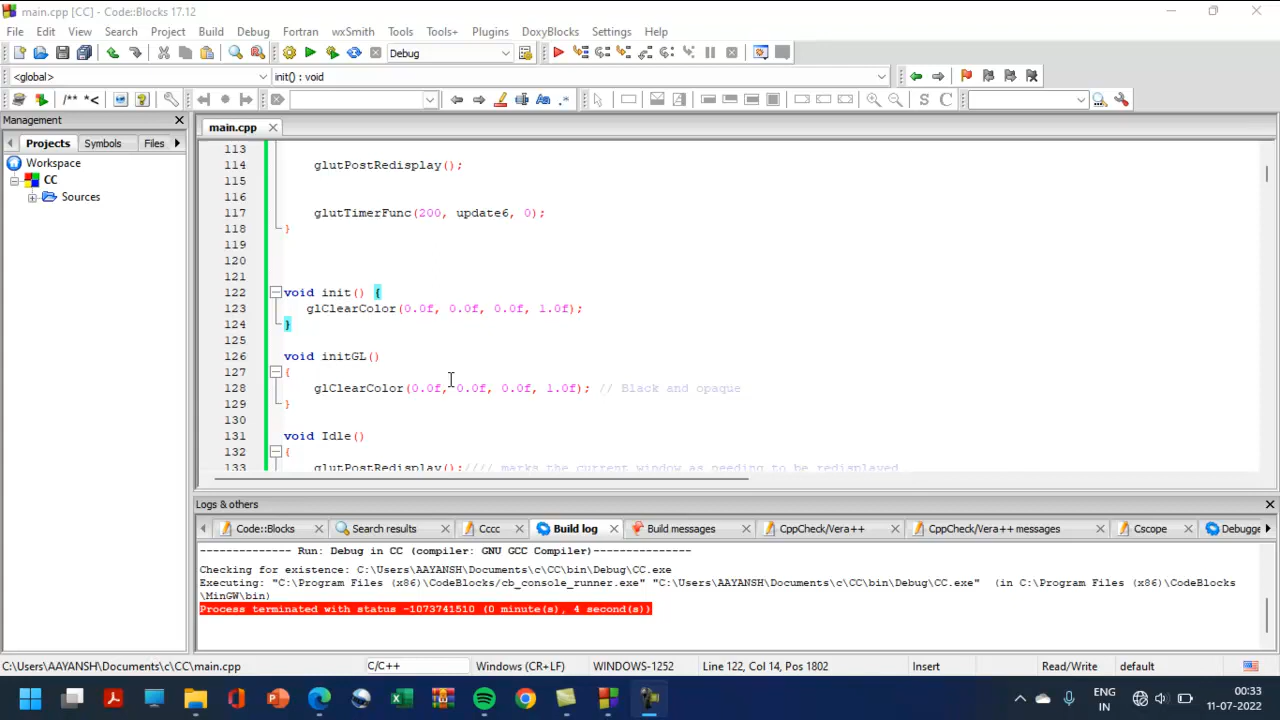 main.cpp [CC] - Code::Blocks 17.12
File Edit View Search Project Build Debug Fortran wxSmith Tools Tools+ Plugins DoxyBlocks Settings Help
Debug
<global> init() : void
/** *<
S C
Management
Projects Symbols Files
main.cpp
Workspace
CC
Sources
113
114 glutPostRedisplay();
115
116
117 glutTimerFunc(200, update6, 0);
118 }
119
120
121
122 void init() {
123 glClearColor(0.0f, 0.0f, 0.0f, 1.0f);
124 }
125
126 void initGL()
127 {
128 glClearColor(0.0f, 0.0f, 0.0f, 1.0f); // Black and opaque
129 }
130
131 void Idle()
132 {
133 glutPostRedisplay();//// marks the current window as needing to be redisplayed
Logs & others
Code::Blocks Search results Cccc Build log Build messages CppCheck/Vera++ CppCheck/Vera++ messages Cscope Debugge
-------------- Run: Debug in CC (compiler: GNU GCC Compiler)---------------
Checking for existence: C:\Users\AAYANSH\Documents\c\CC\bin\Debug\CC.exe
Executing: "C:\Program Files (x86)\CodeBlocks/cb_console_runner.exe" "C:\Users\AAYANSH\Documents\c\CC\bin\Debug\CC.exe" (in C:\Program Files (x86)\CodeBlocks
\MinGW\bin)
Process terminated with status -1073741510 (0 minute(s), 4 second(s))
C:\Users\AAYANSH\Documents\c\CC\main.cpp C/C++ Windows (CR+LF) WINDOWS-1252 Line 122, Col 14, Pos 1802 Insert Read/Write default
ENG
IN
00:33
11-07-2022